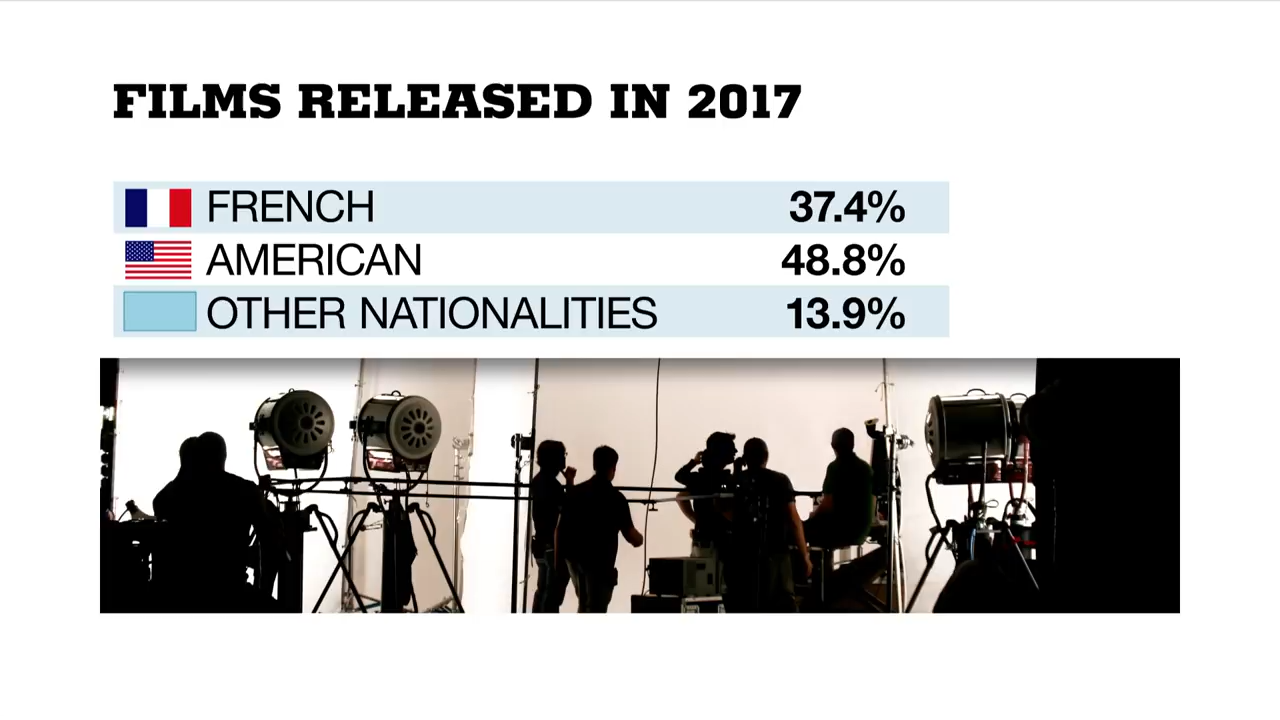 FILMS RELEASED IN 2017
FRENCH 37.4%
AMERICAN 48.8%
OTHER NATIONALITIES 13.9%